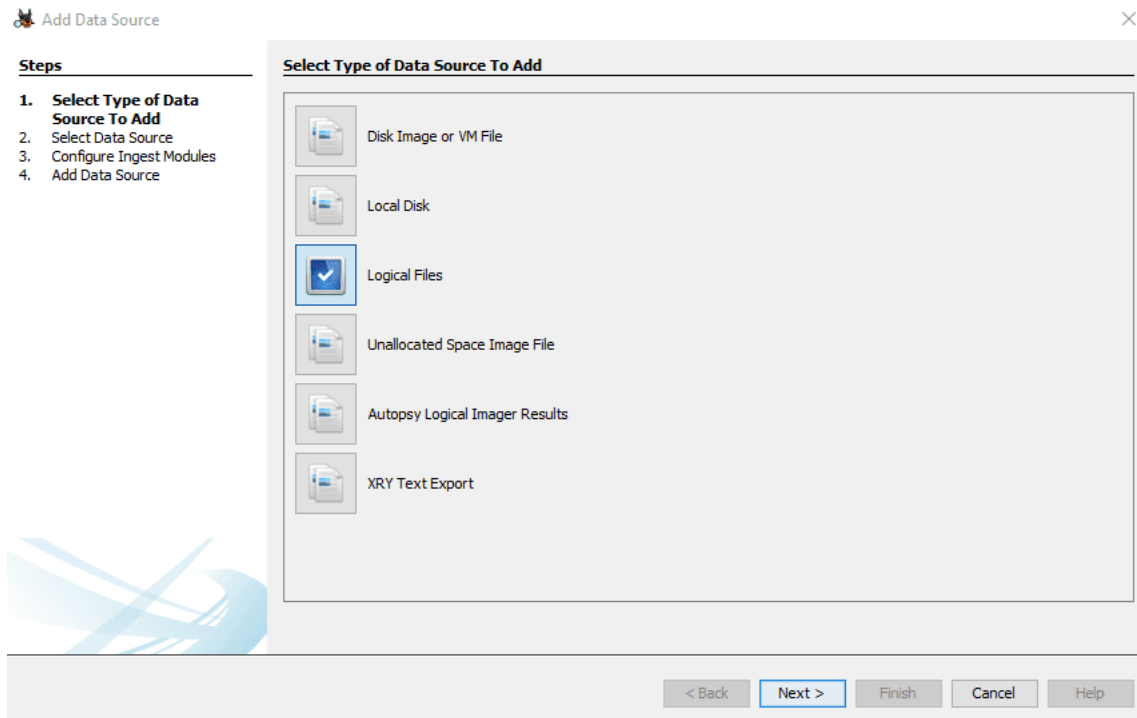 Add Data Source
Steps
1. Select Type of Data
Source To Add
2. Select Data Source
3. Configure Ingest Modules
4. Add Data Source
Select Type of Data Source To Add
Disk Image or VM File
Local Disk
Logical Files
Unallocated Space Image File
Autopsy Logical Imager Results
XRY Text Export
< Back
Next >
Finish
Cancel
Help